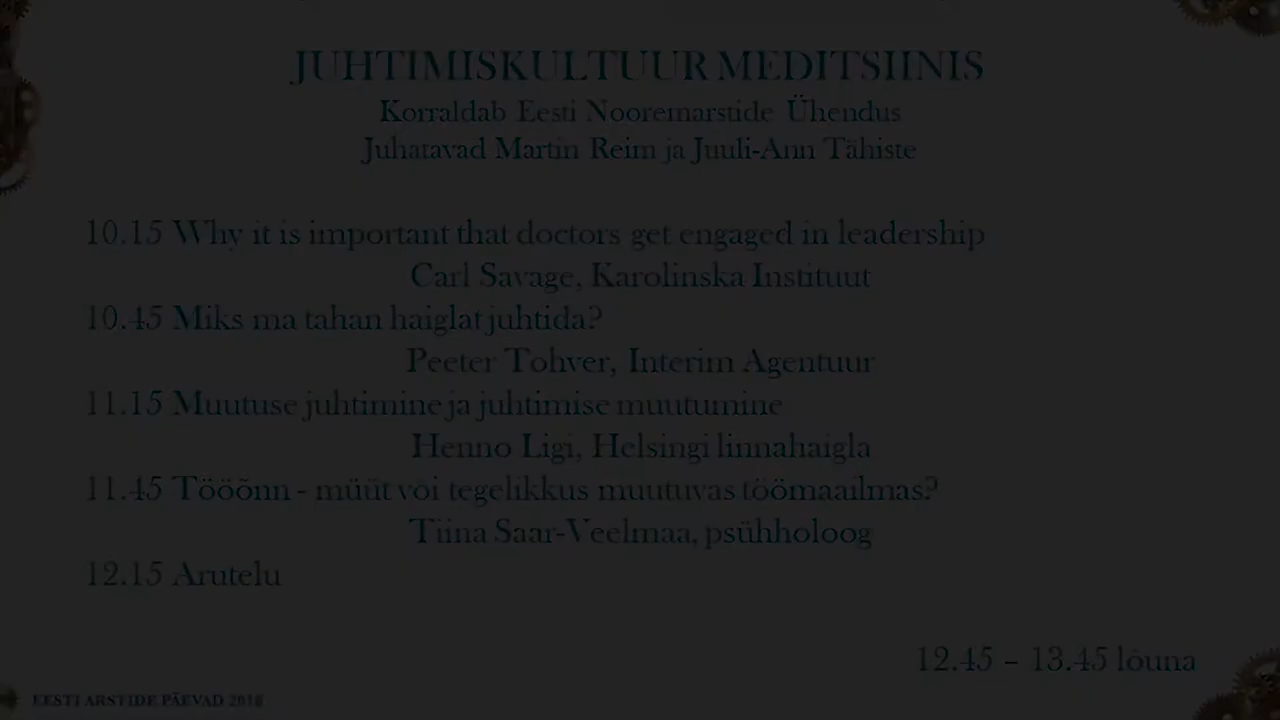 JUHTIMISKULTUUR MEDITSIINIS
Korraldab Eesti Nooremarstide Ühendus
Juhatavad Martin Reim ja Juuli-Ann Tähiste
10.15 Why it is important that doctors get engaged in leadership
Carl Savage, Karolinska Instituut
10.45 Miks ma tahan haiglat juhtida?
Peeter Tohver, Interim Agentuur
11.15 Muutuse juhtimine ja juhtimise muutumine
Henno Ligi, Helsingi linnahaigla
11.45 Tööõnn - müüt või tegelikkus muutuvas töömaailmas?
Tiina Saar-Veelmaa, psühholoog
12.15 Arutelu
12.45 – 13.45 lõuna
EESTI ARSTIDE PÄEVAD 2018